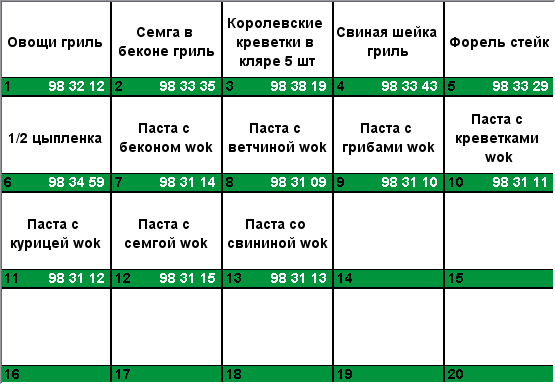 Овощи гриль
1 98 32 12
Семга в
беконе гриль
2 98 33 35
Королевские
креветки в
кляре 5 шт
3 98 38 19
Свиная шейка
гриль
4 98 33 43
Форель стейк
5 98 33 29
1/2 цыпленка
6 98 34 59
Паста с
беконом wok
7 98 31 14
Паста с
ветчиной wok
8 98 31 09
Паста с
грибами wok
9 98 31 10
Паста с
креветками
wok
10 98 31 11
Паста с
курицей wok
11 98 31 12
Паста с
семгой wok
12 98 31 15
Паста со
свининой wok
13 98 31 13
14
15
16
17
18
19
20